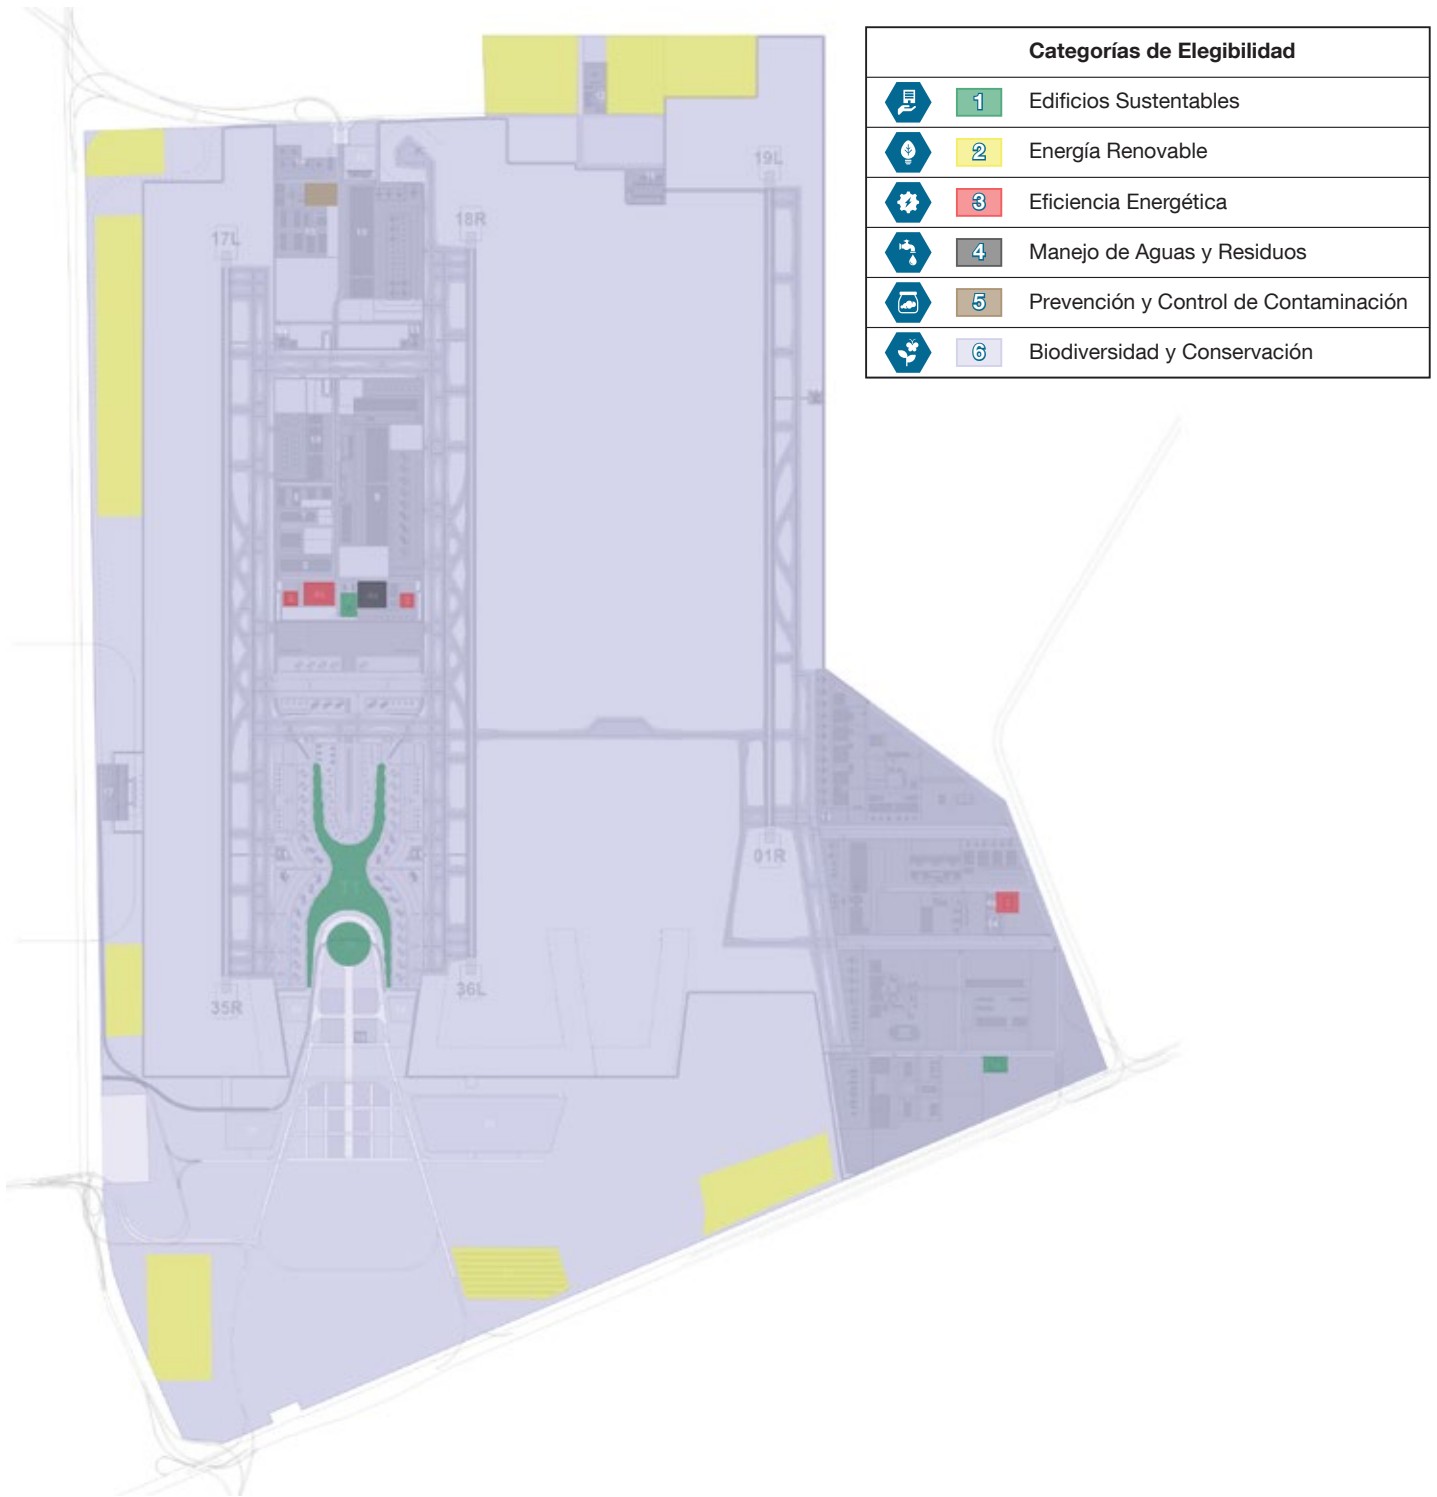 Categorías de Elegibilidad
1 Edificios Sustentables
2 Energía Renovable
3 Eficiencia Energética
4 Manejo de Aguas y Residuos
5 Prevención y Control de Contaminación
6 Biodiversidad y Conservación
19L
18R
17L
01R
36L
35R